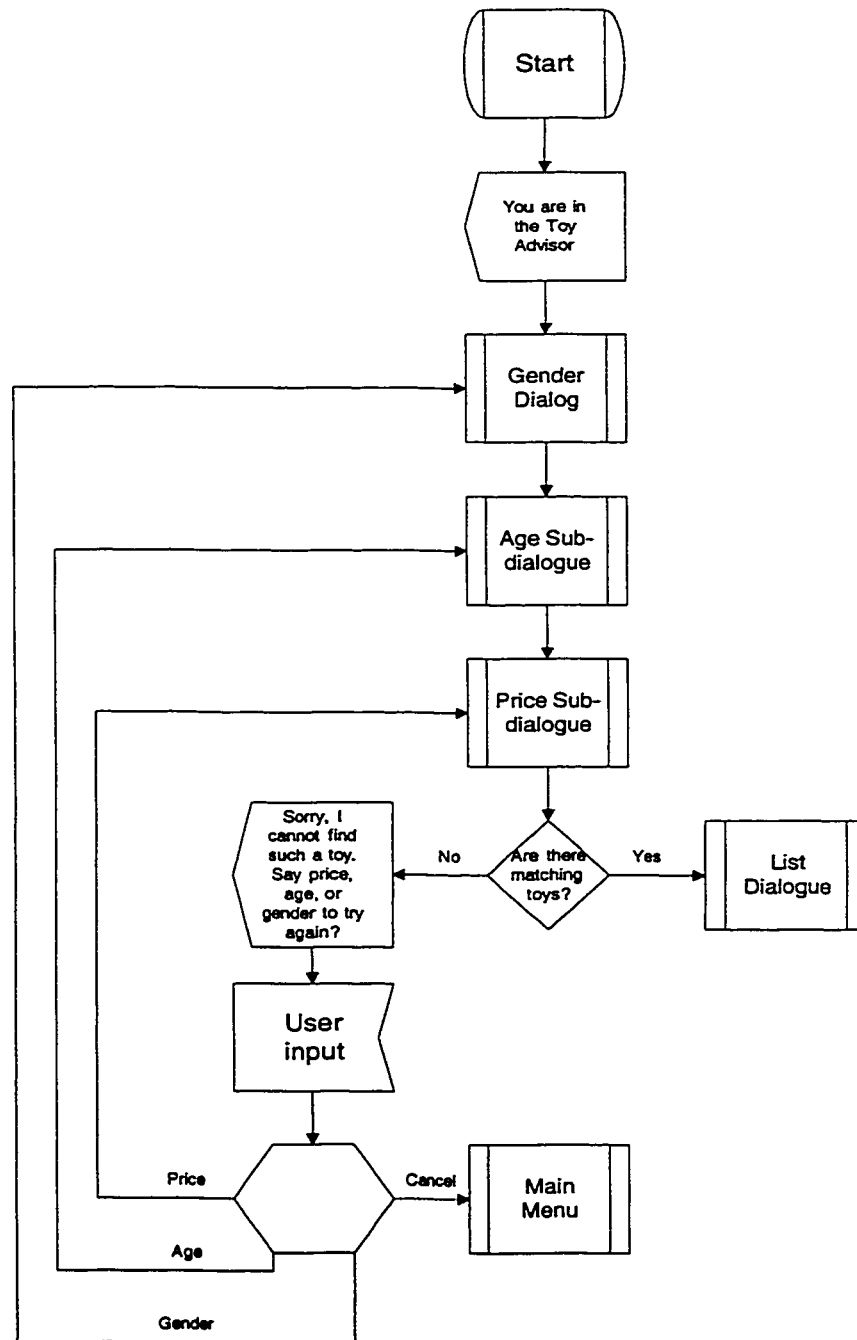 Start
You are in
the Toy
Advisor
Gender
Dialog
Age Sub-
dialogue
Price Sub-
dialogue
Sorry, I
cannot find
such a toy.
Say price,
age, or
gender to try
again?
No
Are there
matching
toys?
Yes
List
Dialogue
User
input
Price
Cancel
Main
Menu
Age
Gender